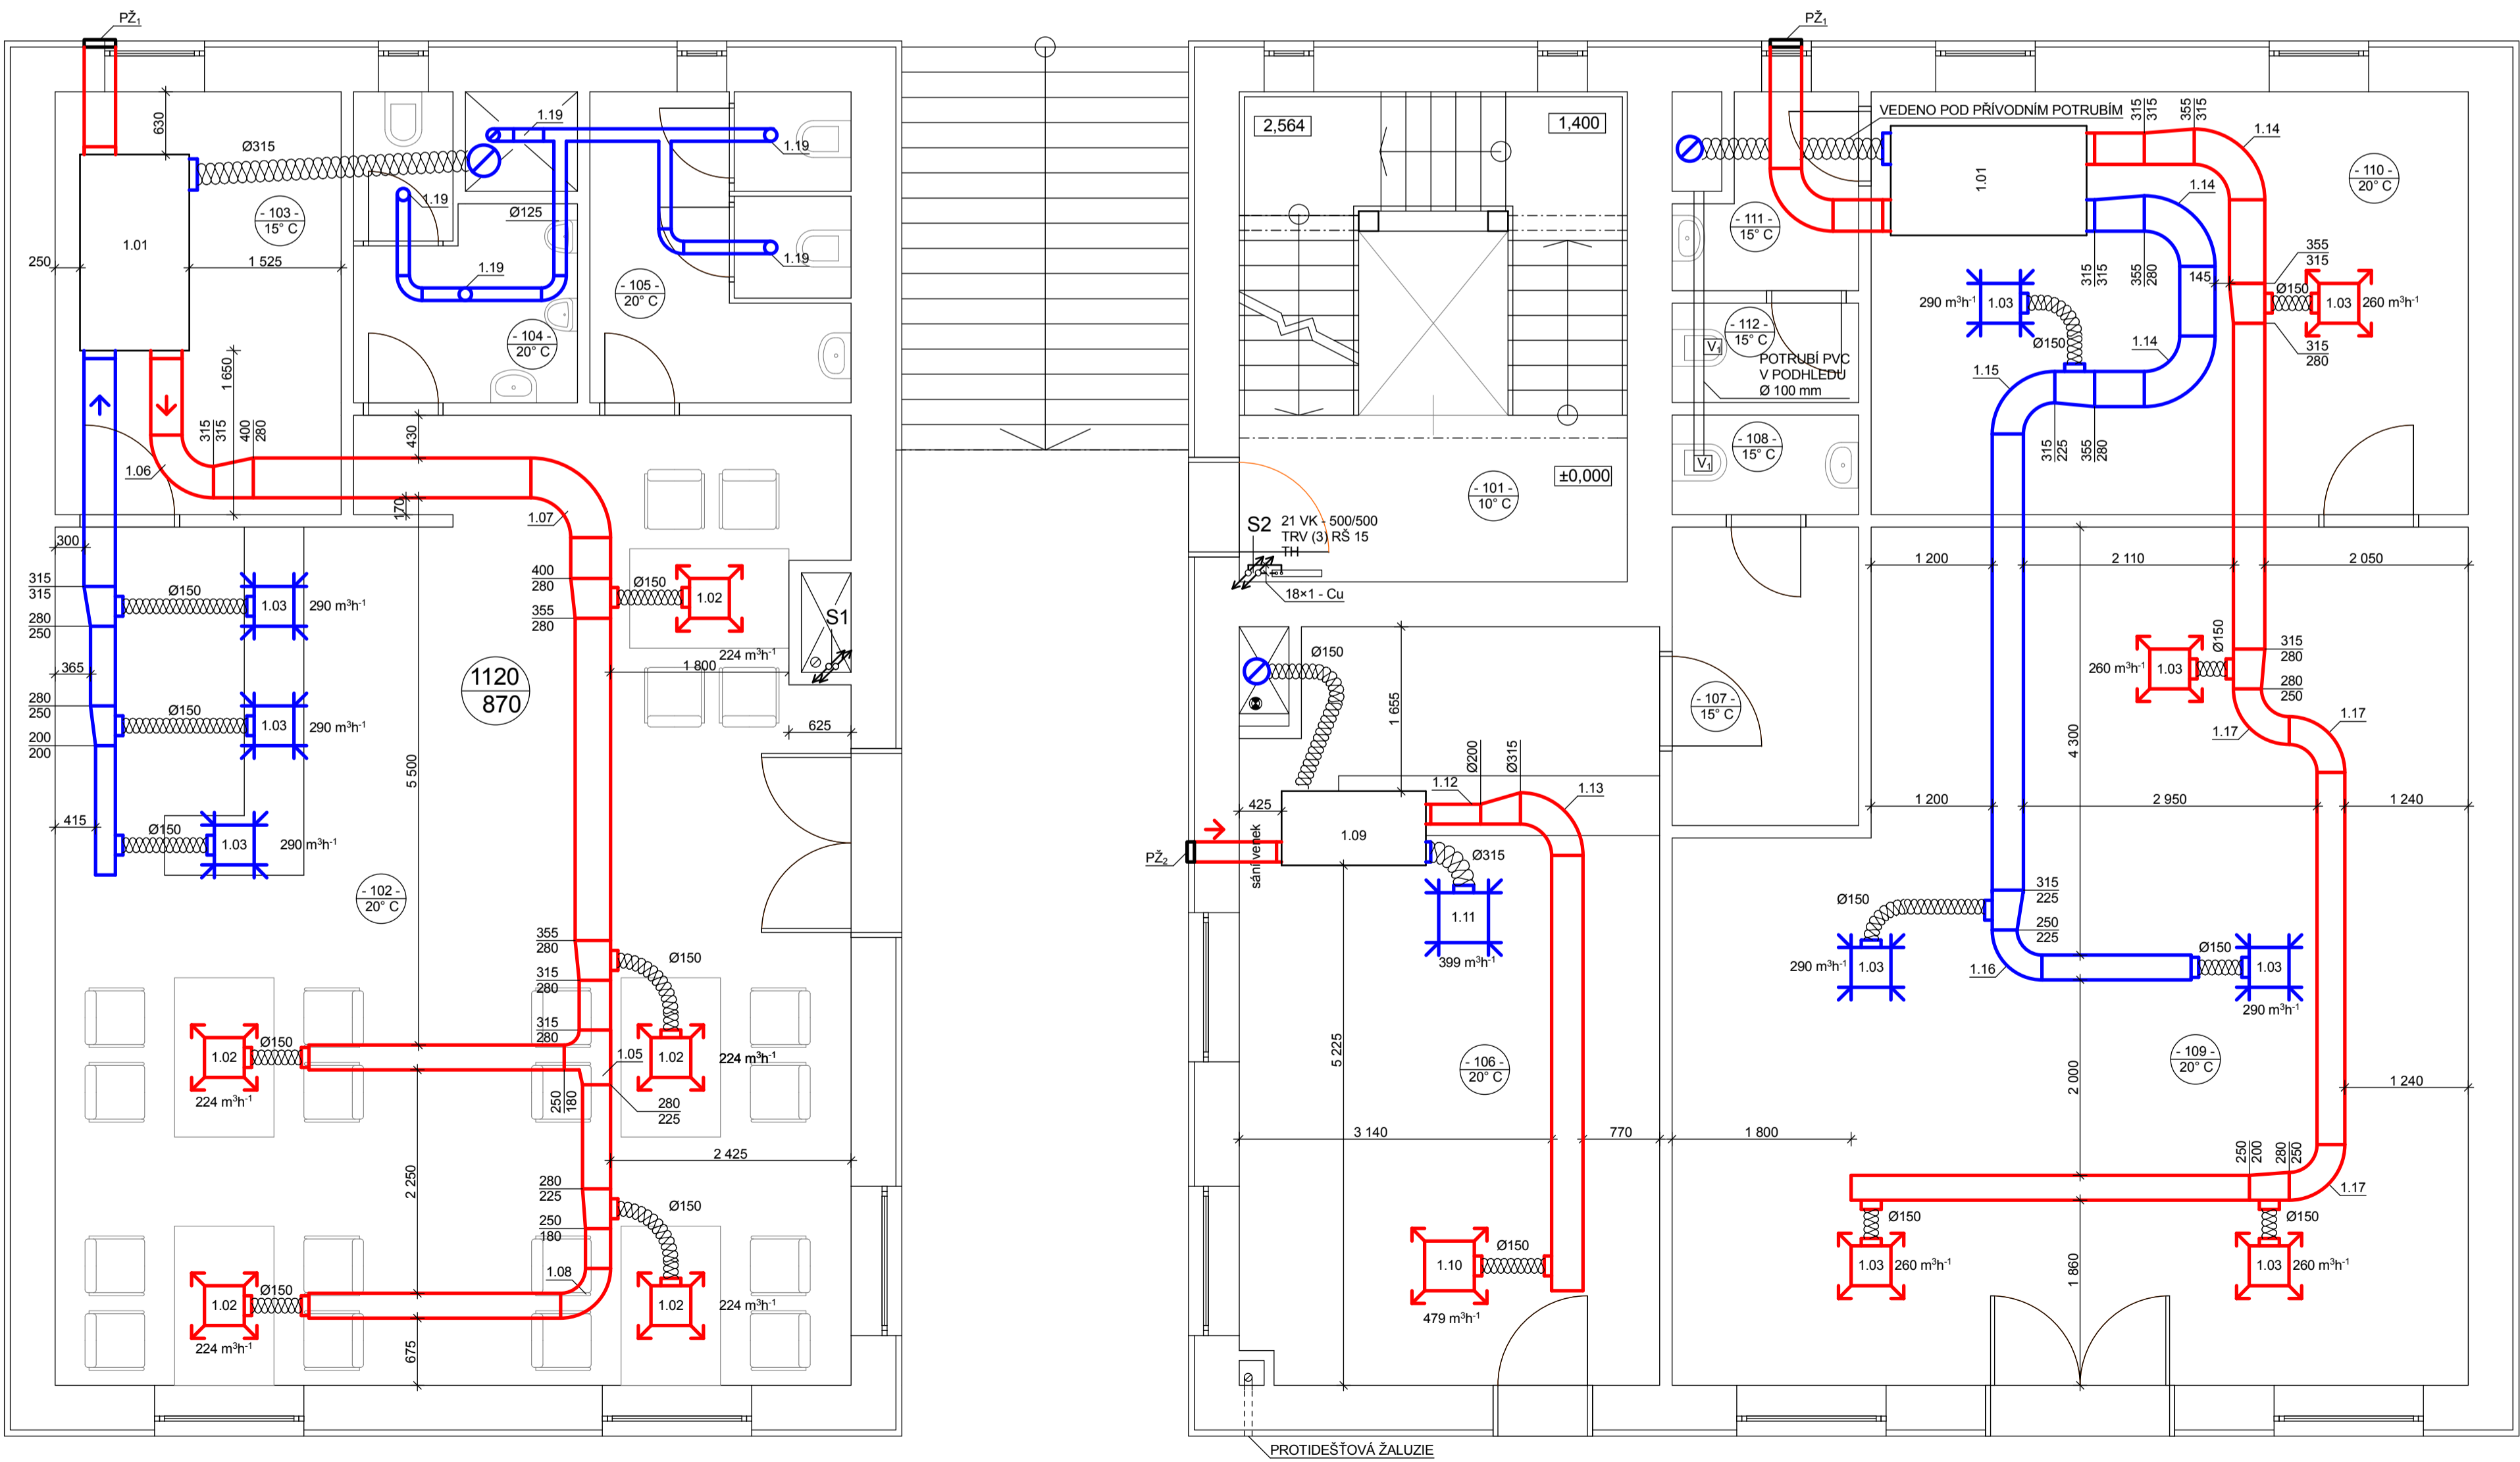 PŽ₁
630
Ø315
1.19
1.19
1.19
1.19
1.19
Ø125
1.01
- 103 -
15° C
250
1 525
- 105 -
20° C
- 104 -
20° C
1 650
315
315
400
280
430
1.06
170
1.07
300
315
315
280
250
365
280
250
200
200
415
Ø150
1.03
290 m³h⁻¹
Ø150
1.03
290 m³h⁻¹
Ø150
1.03
290 m³h⁻¹
400
280
355
280
Ø150
1.02
224 m³h⁻¹
S1
1 800
625
1120
870
5 500
- 102 -
20° C
355
280
315
280
315
280
Ø150
1.02
224 m³h⁻¹
Ø150
1.02
224 m³h⁻¹
1.05
250
180
280
225
2 425
2 250
280
225
250
180
Ø150
1.08
Ø150
1.02
224 m³h⁻¹
1.02
224 m³h⁻¹
675
2,564
1,400
±0,000
- 101 -
10° C
S2
21 VK - 500/500
TRV (3) RŠ 15
TH
18×1 - Cu
Ø150
1 655
Ø200
Ø315
1.12
1.13
425
1.09
sání venek
PŽ₂
Ø315
1.11
399 m³h⁻¹
5 225
- 106 -
20° C
3 140
770
1 800
1.10
Ø150
479 m³h⁻¹
PROTIDEŠŤOVÁ ŽALUZIE
PŽ₁
VEDENO POD PŘÍVODNÍM POTRUBÍM
1.01
315
315
355
315
1.14
- 110 -
20° C
- 111 -
15° C
1.14
315
315
355
280
145
355
315
Ø150
1.03
260 m³h⁻¹
290 m³h⁻¹
1.03
Ø150
315
280
- 112 -
15° C
V₁
POTRUBÍ PVC
V PODHLEDU
Ø 100 mm
1.14
1.15
315
225
355
280
- 108 -
15° C
V₁
1 200
2 110
2 050
- 107 -
15° C
260 m³h⁻¹
1.03
Ø150
315
280
280
250
1.17
1.17
4 300
1 200
2 950
1 240
Ø150
315
225
250
225
290 m³h⁻¹
1.03
1.16
Ø150
1.03
290 m³h⁻¹
- 109 -
20° C
2 000
1 240
250
200
280
250
1.17
Ø150
1.03
260 m³h⁻¹
Ø150
1.03
260 m³h⁻¹
1 860